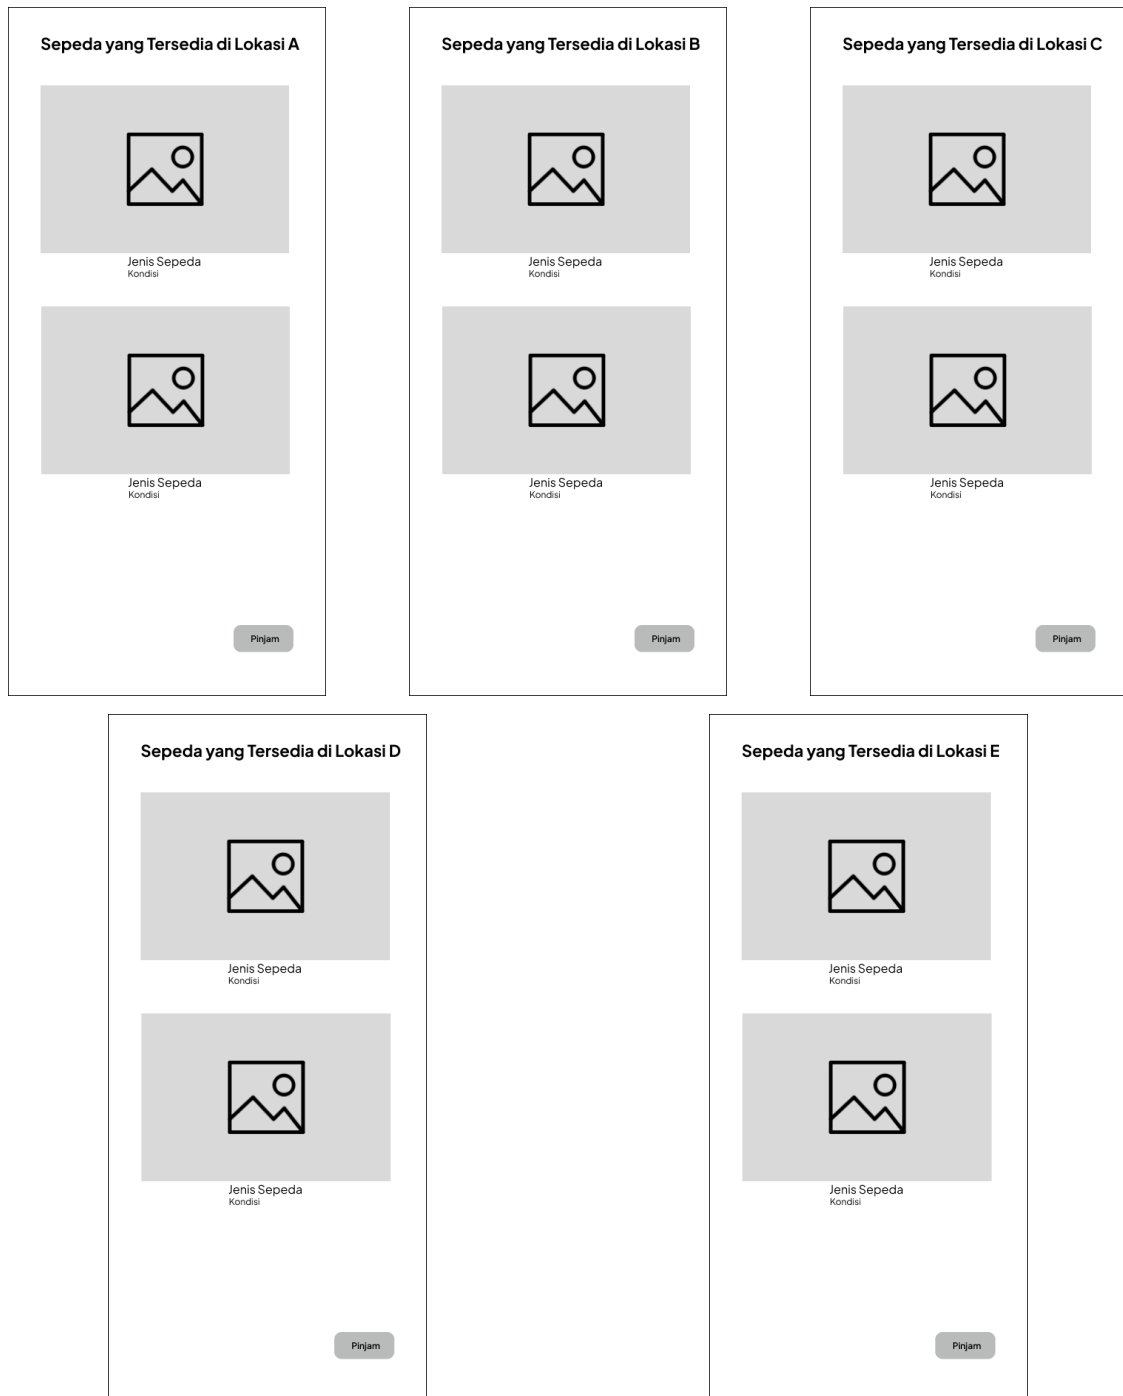 Sepeda yang Tersedia di Lokasi A
Jenis Sepeda
Kondisi
Jenis Sepeda
Kondisi
Pinjam
Sepeda yang Tersedia di Lokasi B
Jenis Sepeda
Kondisi
Jenis Sepeda
Kondisi
Pinjam
Sepeda yang Tersedia di Lokasi C
Jenis Sepeda
Kondisi
Jenis Sepeda
Kondisi
Pinjam
Sepeda yang Tersedia di Lokasi D
Jenis Sepeda
Kondisi
Jenis Sepeda
Kondisi
Pinjam
Sepeda yang Tersedia di Lokasi E
Jenis Sepeda
Kondisi
Jenis Sepeda
Kondisi
Pinjam